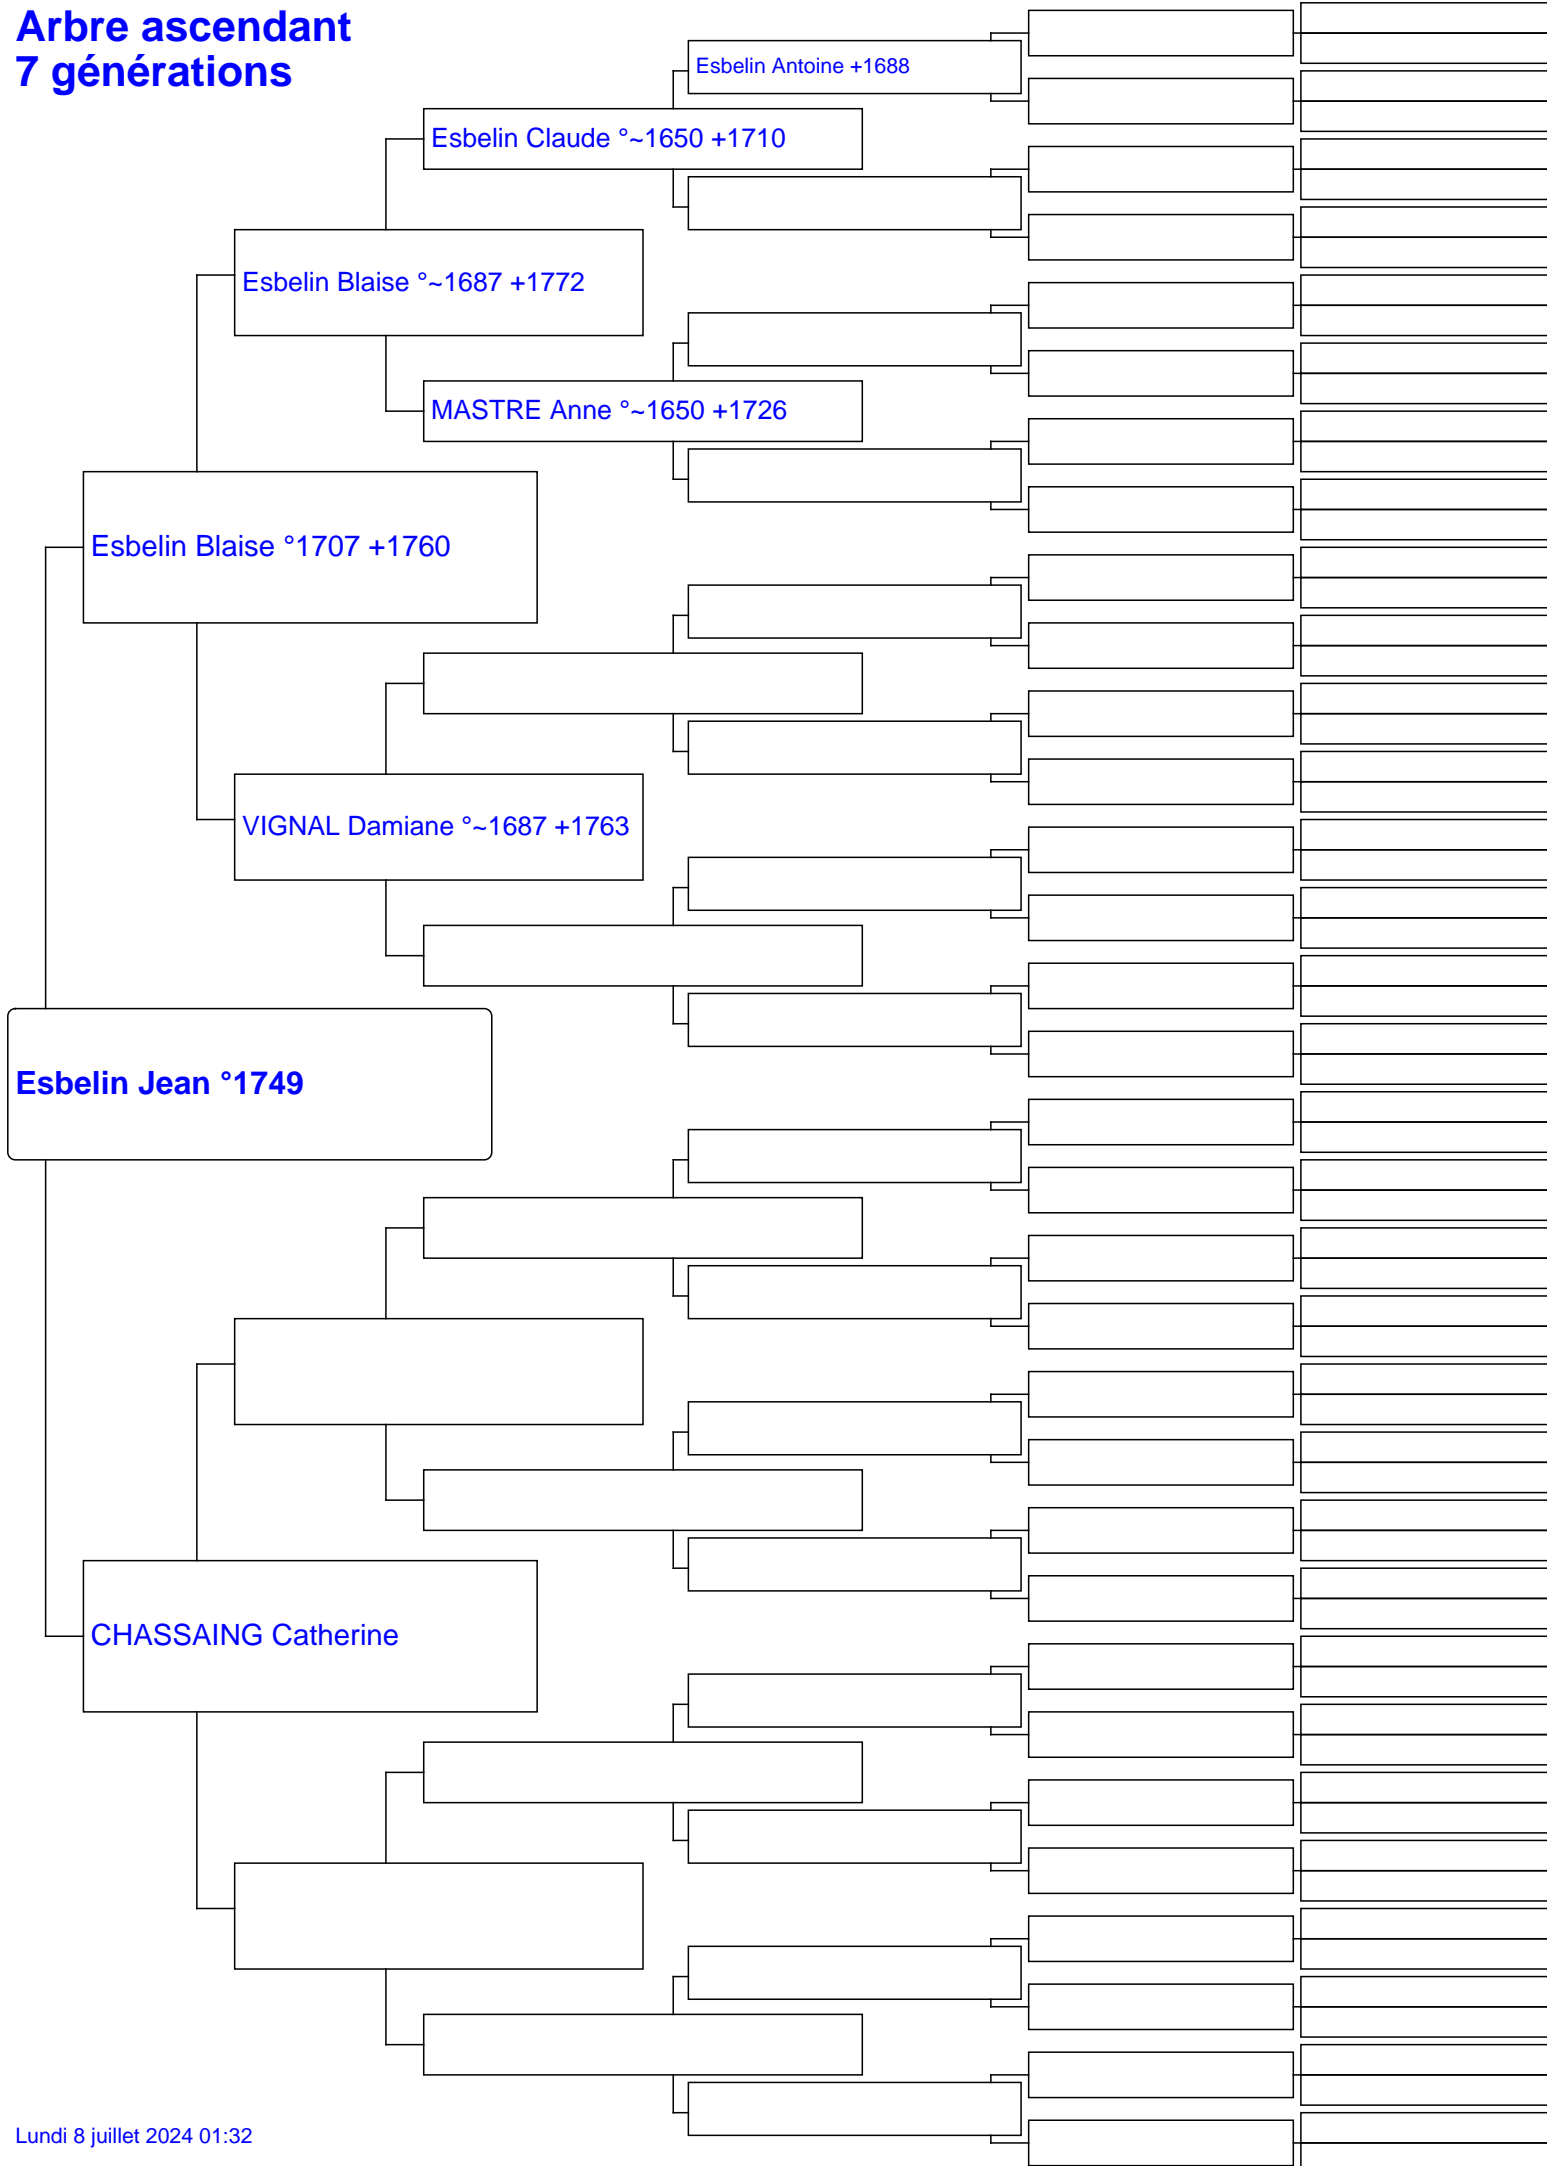 Arbre ascendant
7 générations
Esbelin Antoine +1688
Esbelin Claude °~1650 +1710
Esbelin Blaise °~1687 +1772
MASTRE Anne °~1650 +1726
Esbelin Blaise °1707 +1760
VIGNAL Damiane °~1687 +1763
Esbelin Jean °1749
CHASSAING Catherine
Lundi 8 juillet 2024 01:32